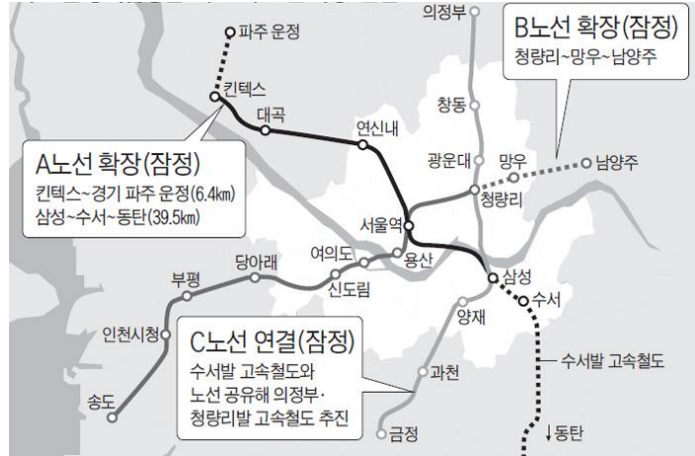 파주 운정
킨텍스
대곡
연신내
의정부
창동
광운대
망우
남양주
청량리
서울역
용산
여의도
신도림
당아래
부평
인천시청
송도
삼성
수서
양재
과천
금정
수서발 고속철도
↓동탄
A노선 확장(잠정)
킨텍스~경기 파주 운정(6.4㎞)
삼성~수서~동탄(39.5㎞)
B노선 확장(잠정)
청량리~망우~남양주
C노선 연결(잠정)
수서발 고속철도와
노선 공유해 의정부·
청량리발 고속철도 추진